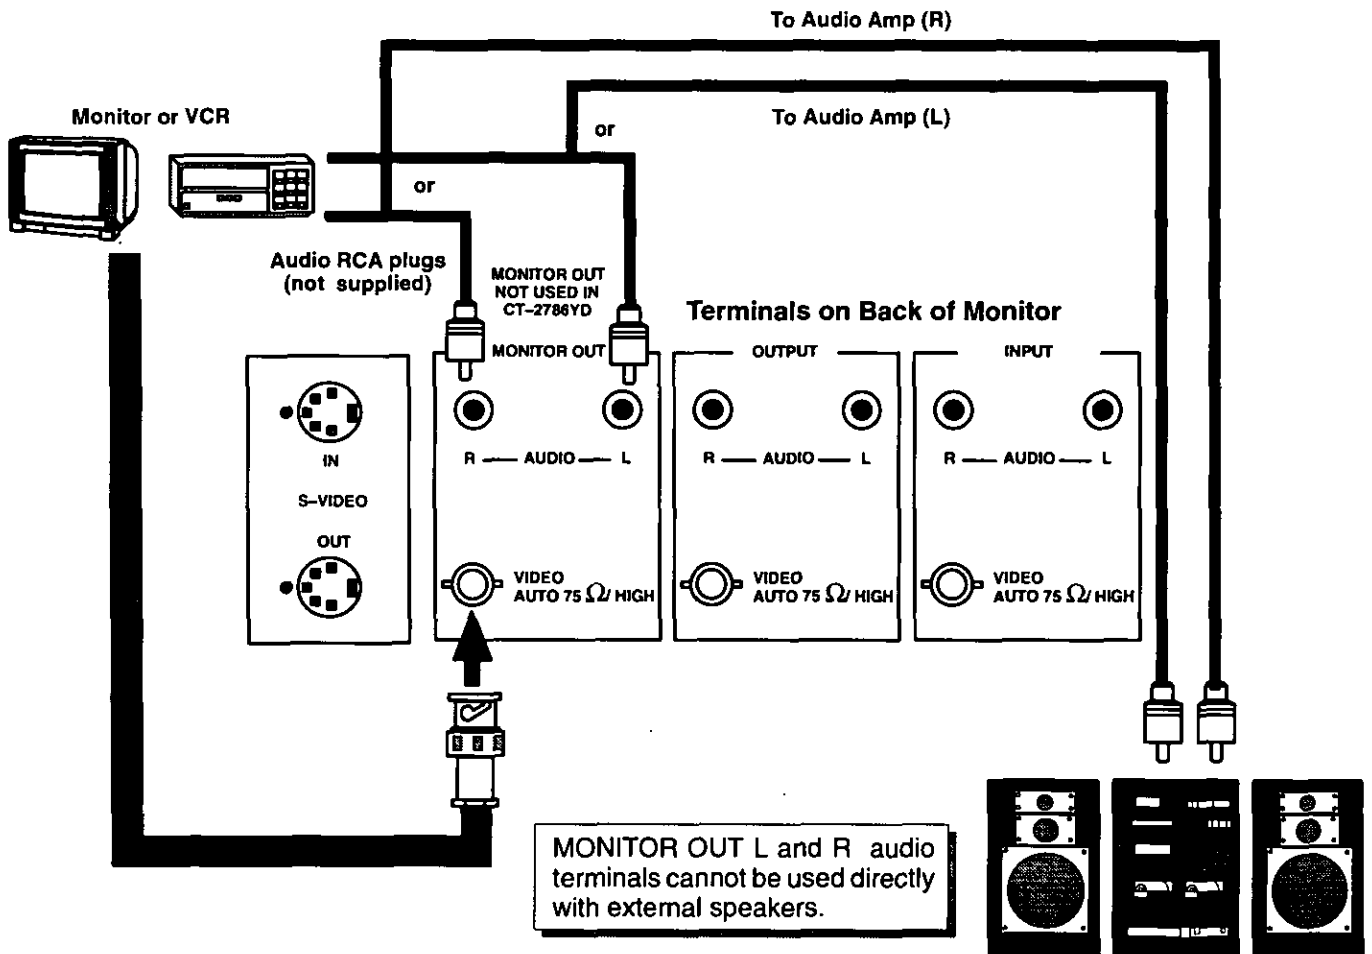 To Audio Amp (R)
Monitor or VCR
To Audio Amp (L)
or
or
Audio RCA plugs
(not supplied)
MONITOR OUT
NOT USED IN
CT-2786YD
Terminals on Back of Monitor
MONITOR OUT
OUTPUT
INPUT
IN
S-VIDEO
OUT
R AUDIO L
R AUDIO L
R AUDIO L
VIDEO
AUTO 75 Ω/ HIGH
VIDEO
AUTO 75 Ω/ HIGH
VIDEO
AUTO 75 Ω/ HIGH
MONITOR OUT L and R audio
terminals cannot be used directly
with external speakers.